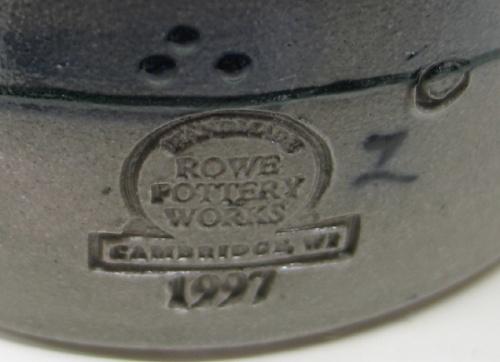 HANDMADE
ROWE
POTTERY
WORKS
CAMBRIDGE, WI
1997
Z